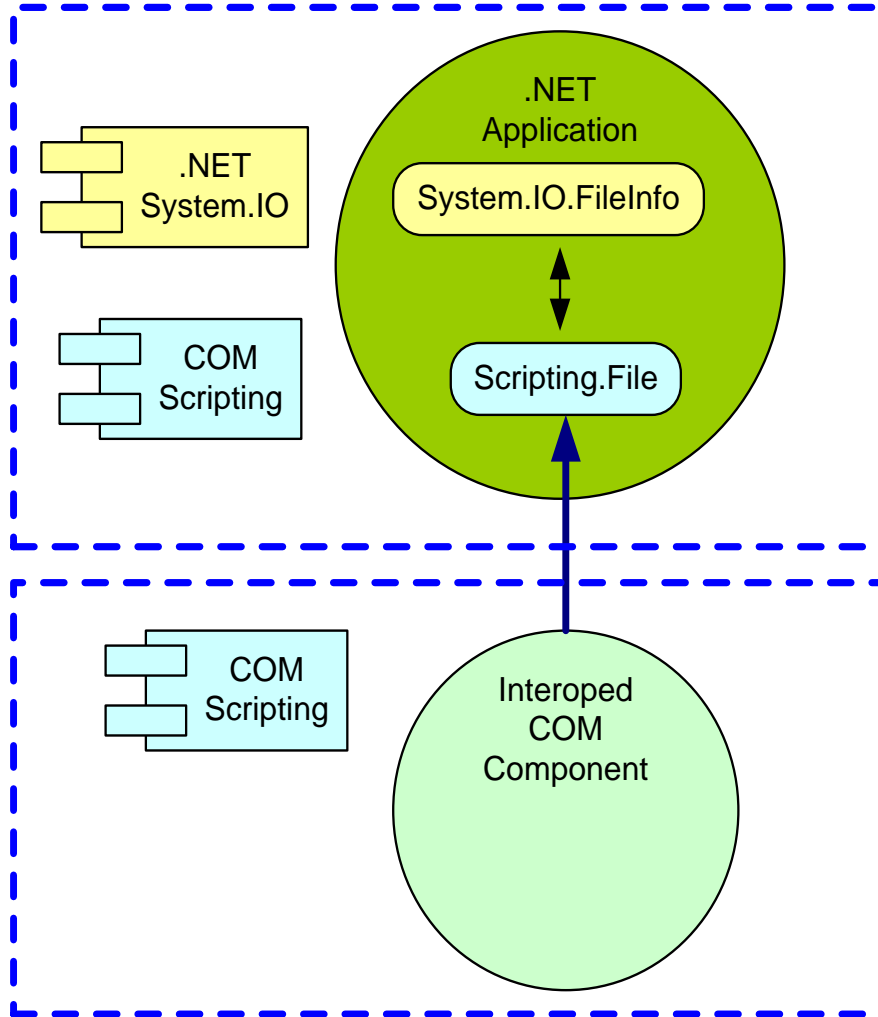 .NET
Application
.NET
System.IO
System.IO.FileInfo
COM
Scripting
Scripting.File
COM
Scripting
Interoped
COM
Component